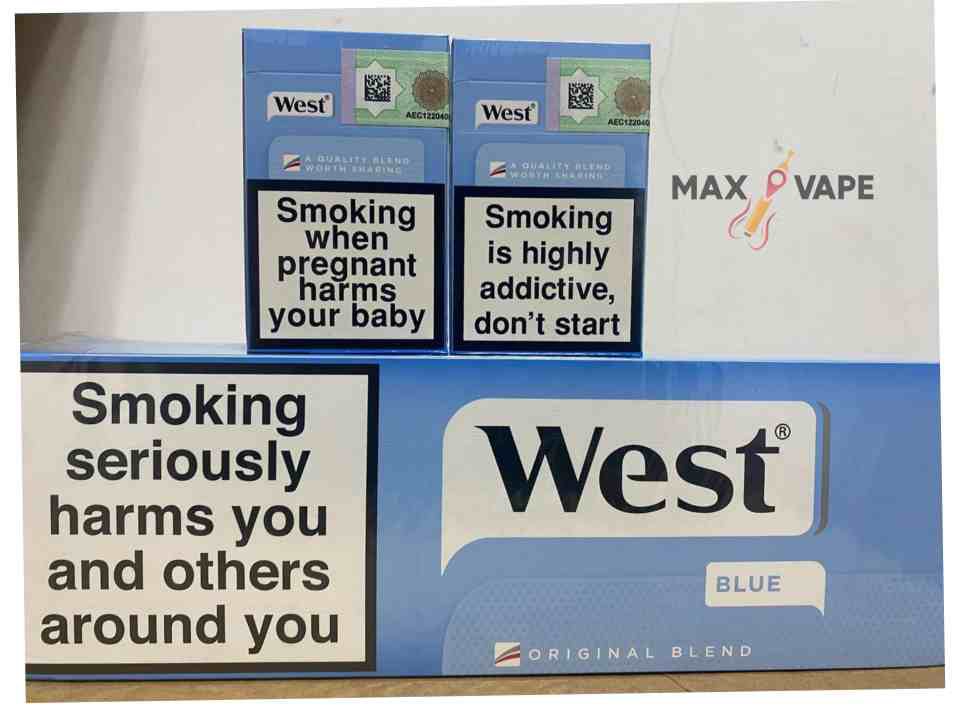 West®
AEC122040
A QUALITY BLEND
WORTH SHARING
Smoking
when
pregnant
harms
your baby
West®
AEC122040
A QUALITY BLEND
WORTH SHARING
Smoking
is highly
addictive,
don't start
MAX VAPE
Smoking
seriously
harms you
and others
around you
West®
BLUE
ORIGINAL BLEND